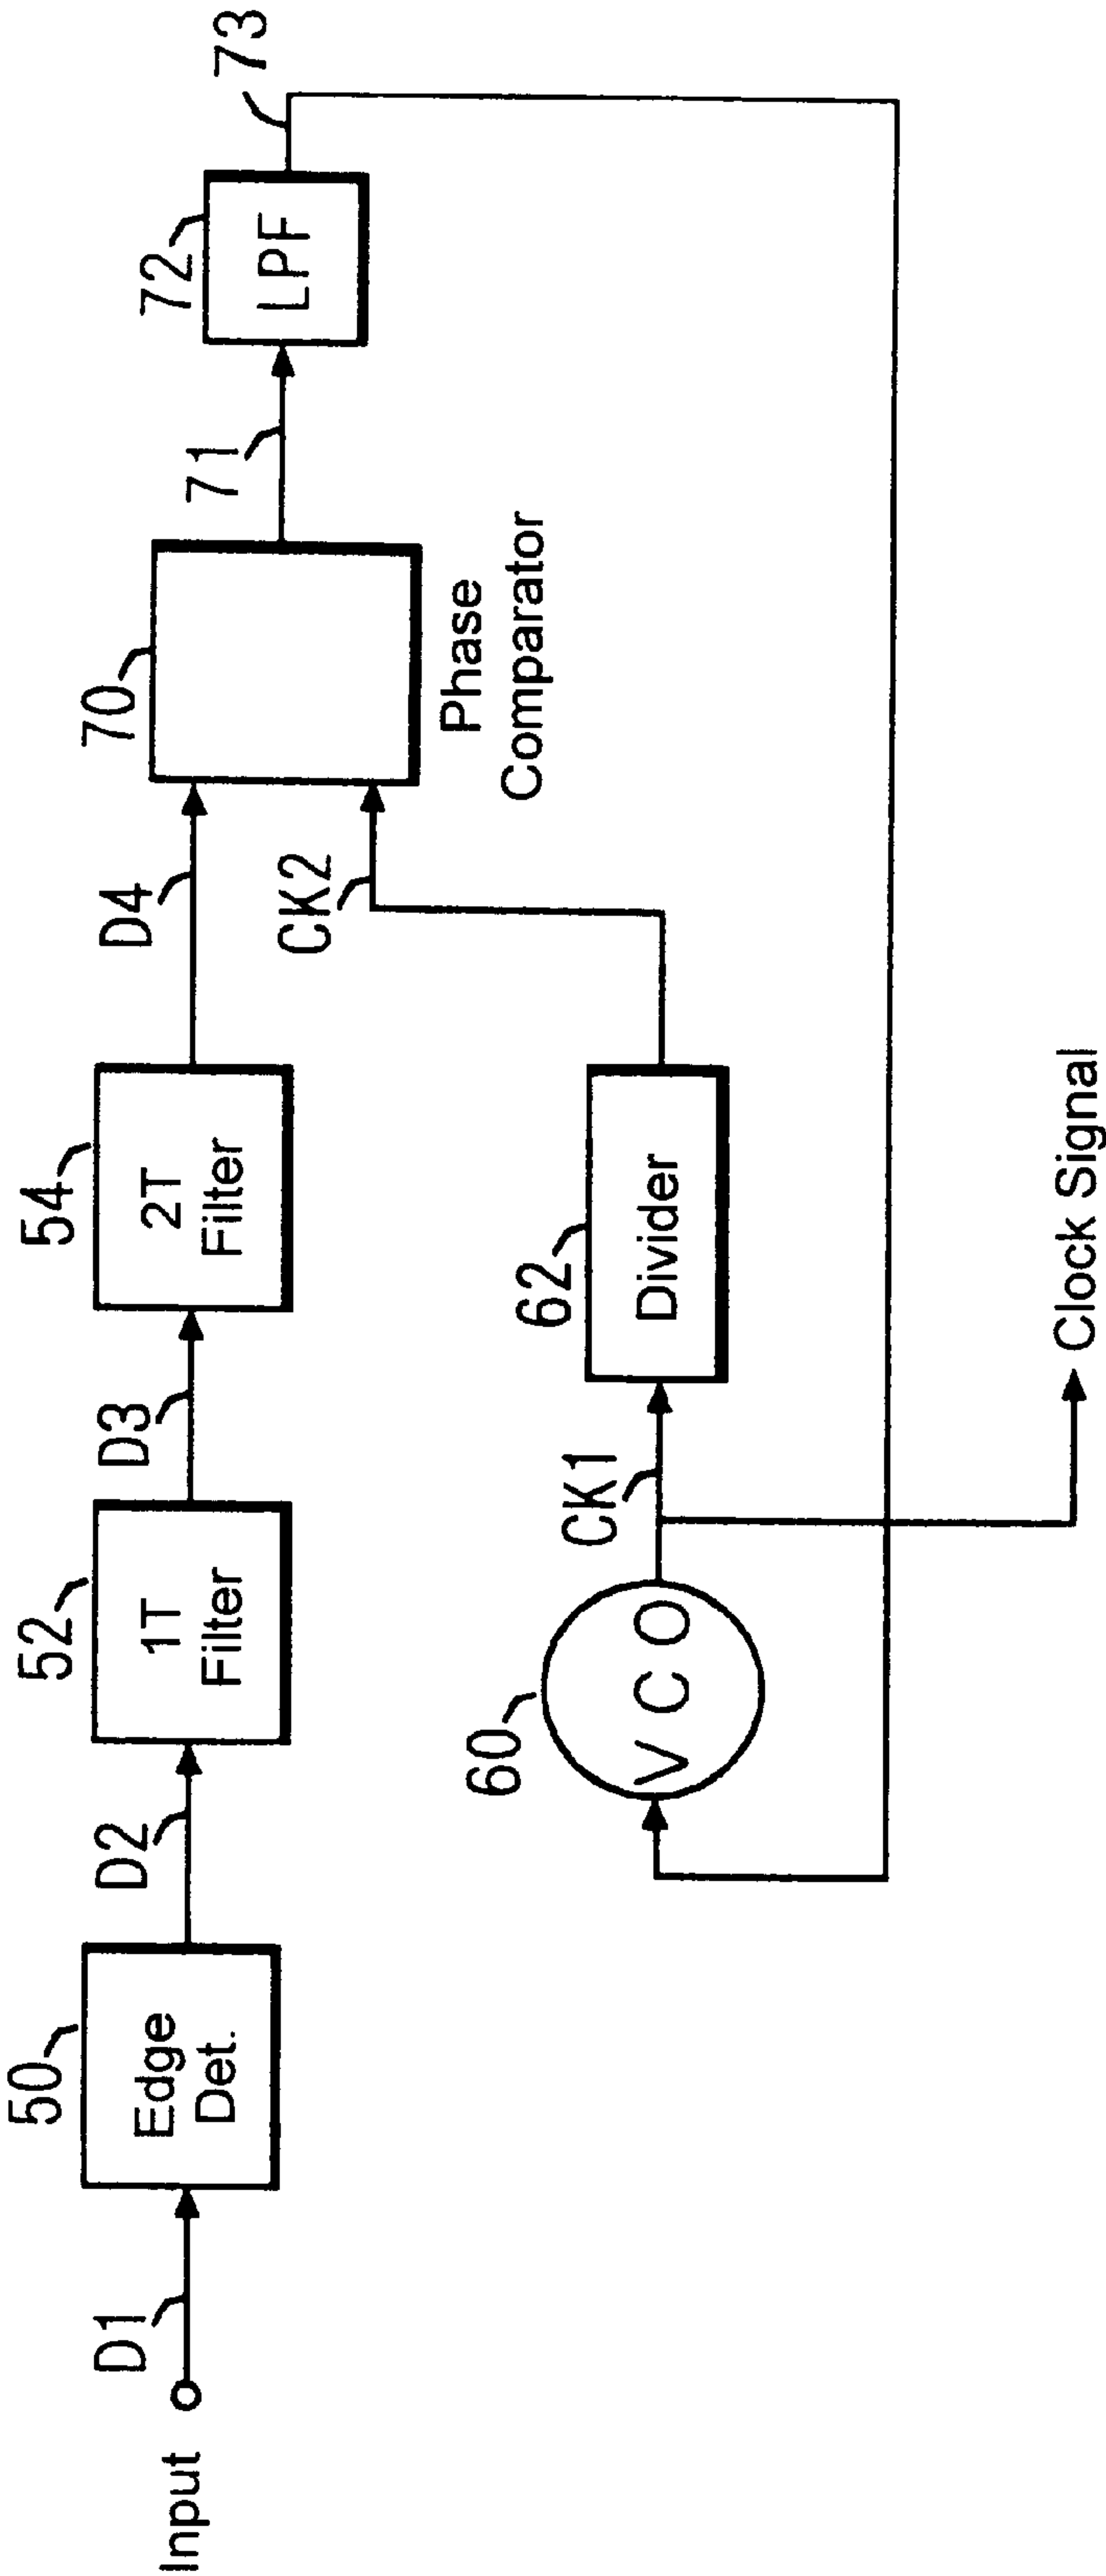 Input
D1
50
Edge
Det.
D2
52
1T
Filter
D3
54
2T
Filter
D4
70
Phase
Comparator
71
72
LPF
73
60
V C O
CK1
62
Divider
CK2
Clock Signal